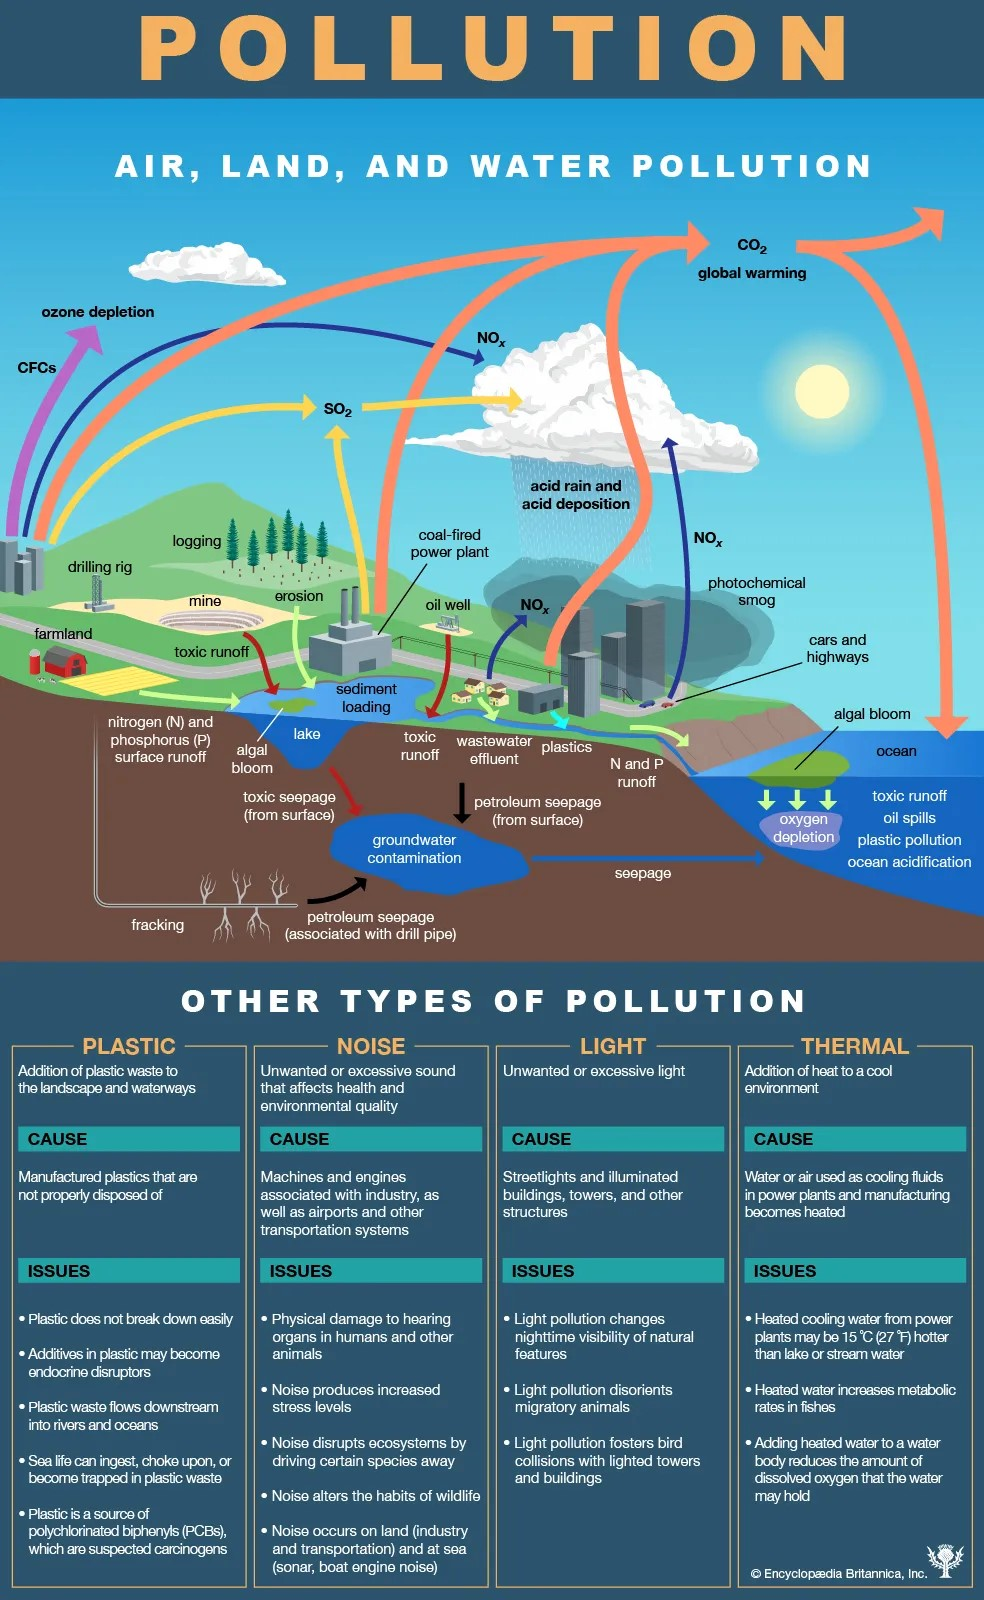 POLLUTION
AIR, LAND, AND WATER POLLUTION
CO₂
global warming
ozone depletion
CFCs
NOₓ
SO₂
acid rain and
acid deposition
NOₓ
logging
coal-fired
power plant
drilling rig
mine
erosion
oil well
NOₓ
photochemical
smog
farmland
toxic runoff
cars and
highways
sediment
loading
nitrogen (N) and
phosphorus (P)
surface runoff
algal
bloom
lake
toxic
runoff
wastewater
effluent
plastics
N and P
runoff
algal bloom
ocean
toxic seepage
(from surface)
petroleum seepage
(from surface)
oxygen
depletion
toxic runoff
oil spills
plastic pollution
ocean acidification
groundwater
contamination
seepage
fracking
petroleum seepage
(associated with drill pipe)
OTHER TYPES OF POLLUTION
PLASTIC
Addition of plastic waste to
the landscape and waterways
CAUSE
Manufactured plastics that are
not properly disposed of
ISSUES
• Plastic does not break down easily
• Additives in plastic may become
endocrine disruptors
• Plastic waste flows downstream
into rivers and oceans
• Sea life can ingest, choke upon, or
become trapped in plastic waste
• Plastic is a source of
polychlorinated biphenyls (PCBs),
which are suspected carcinogens
NOISE
Unwanted or excessive sound
that affects health and
environmental quality
CAUSE
Machines and engines
associated with industry, as
well as airports and other
transportation systems
ISSUES
• Physical damage to hearing
organs in humans and other
animals
• Noise produces increased
stress levels
• Noise disrupts ecosystems by
driving certain species away
• Noise alters the habits of wildlife
• Noise occurs on land (industry
and transportation) and at sea
(sonar, boat engine noise)
LIGHT
Unwanted or excessive light
CAUSE
Streetlights and illuminated
buildings, towers, and other
structures
ISSUES
• Light pollution changes
nighttime visibility of natural
features
• Light pollution disorients
migratory animals
• Light pollution fosters bird
collisions with lighted towers
and buildings
THERMAL
Addition of heat to a cool
environment
CAUSE
Water or air used as cooling fluids
in power plants and manufacturing
becomes heated
ISSUES
• Heated cooling water from power
plants may be 15 °C (27 °F) hotter
than lake or stream water
• Heated water increases metabolic
rates in fishes
• Adding heated water to a water
body reduces the amount of
dissolved oxygen that the water
may hold
© Encyclopædia Britannica, Inc.